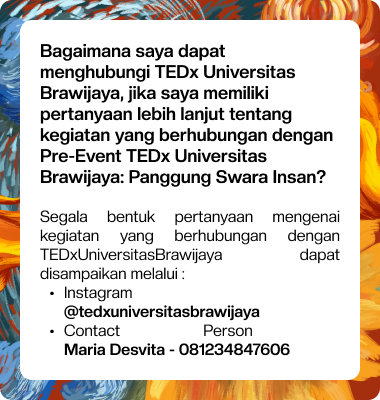 Bagaimana saya dapat
menghubungi TEDx Universitas
Brawijaya, jika saya memiliki
pertanyaan lebih lanjut tentang
kegiatan yang berhubungan dengan
Pre-Event TEDx Universitas
Brawijaya: Panggung Swara Insan?
Segala bentuk pertanyaan mengenai
kegiatan yang berhubungan dengan
TEDxUniversitasBrawijaya dapat
disampaikan melalui :
• Instagram
@tedxuniversitasbrawijaya
• Contact Person
Maria Desvita - 081234847606